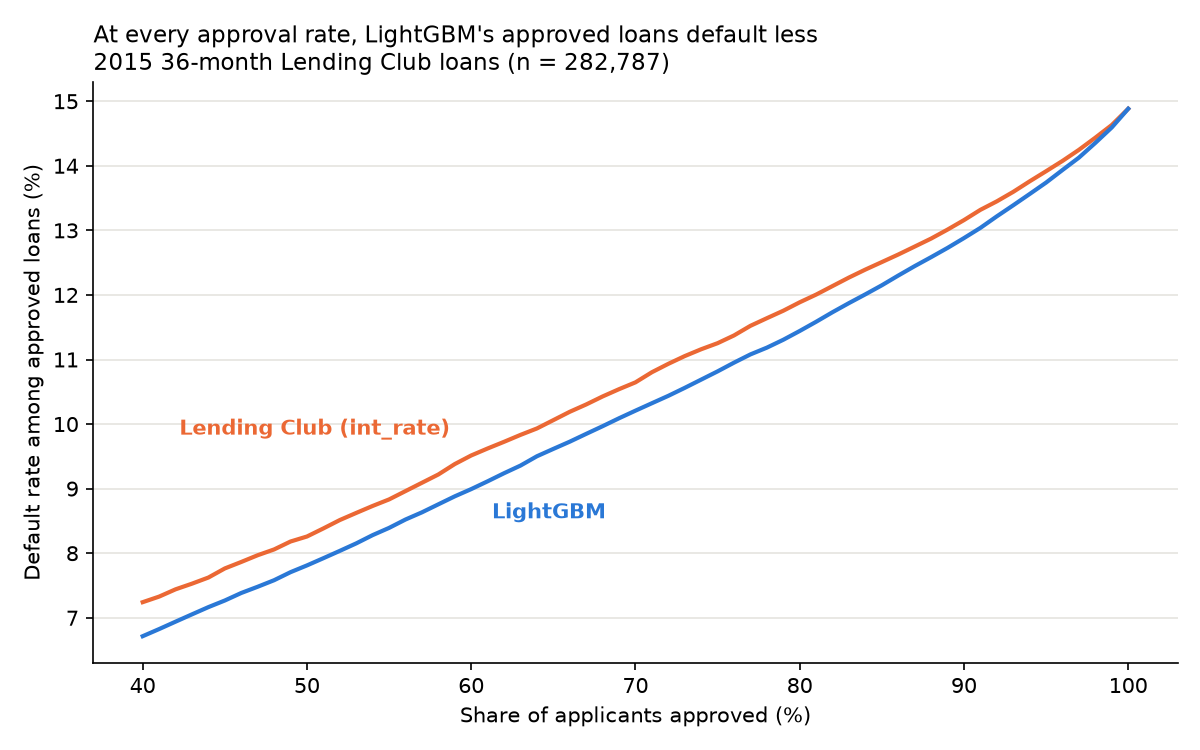 At every approval rate, LightGBM's approved loans default less
2015 36-month Lending Club loans (n = 282,787)
Default rate among approved loans (%)
15
14
13
12
11
10
9
8
7
Lending Club (int_rate)
LightGBM
40 50 60 70 80 90 100
Share of applicants approved (%)